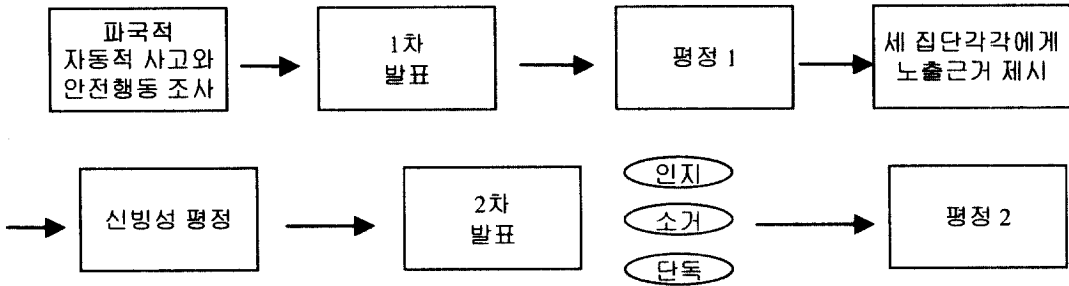 파국적
자동적 사고와
안전행동 조사
1차
발표
평정 1
세 집단각각에게
노출근거 제시
신빙성 평정
2차
발표
인지
소거
단독
평정 2